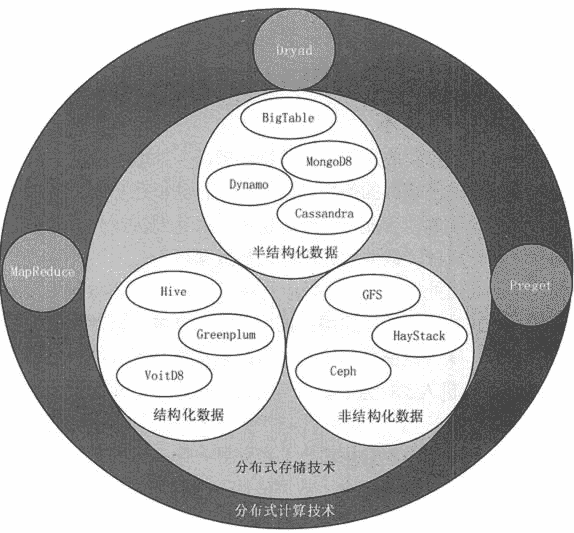 Dryad
BigTable
MongoD8
Dynamo
Cassandra
半结构化数据
MapReduce
Preget
Hive
Greenplum
VoitD8
结构化数据
GFS
HayStack
Ceph
非结构化数据
分布式存储技术
分布式计算技术